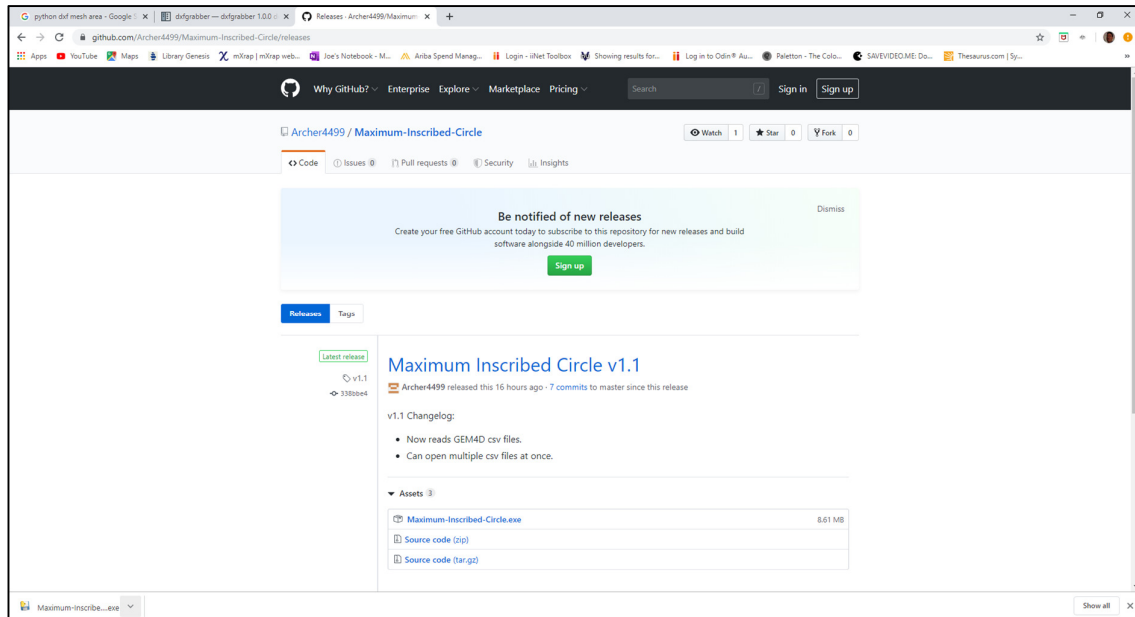 python dxf mesh area - Google S
dxfgrabber — dxfgrabber 1.0.0 d
Releases · Archer4499/Maximum-
github.com/Archer4499/Maximum-Inscribed-Circle/releases
Apps YouTube Maps Library Genesis mXrap | mXrap web... Joe's Notebook - M... Ariba Spend Manag... Login - iiNet Toolbox Showing results for... Log in to Odin® Au... Paletton - The Colo... SAVEVIDEO.ME: Do... Thesaurus.com | Sy...
Why GitHub? Enterprise Explore Marketplace Pricing Search / Sign in Sign up
Archer4499 / Maximum-Inscribed-Circle Watch 1 Star 0 Fork 0
Code Issues 0 Pull requests 0 Security Insights
Be notified of new releases Dismiss
Create your free GitHub account today to subscribe to this repository for new releases and build
software alongside 40 million developers.
Sign up
Releases Tags
Latest release
v1.1
338bbe4
Maximum Inscribed Circle v1.1
Archer4499 released this 16 hours ago · 7 commits to master since this release
v1.1 Changelog:
• Now reads GEM4D csv files.
• Can open multiple csv files at once.
Assets 3
Maximum-Inscribed-Circle.exe 8.61 MB
Source code (zip)
Source code (tar.gz)
Maximum-Inscribe....exe Show all